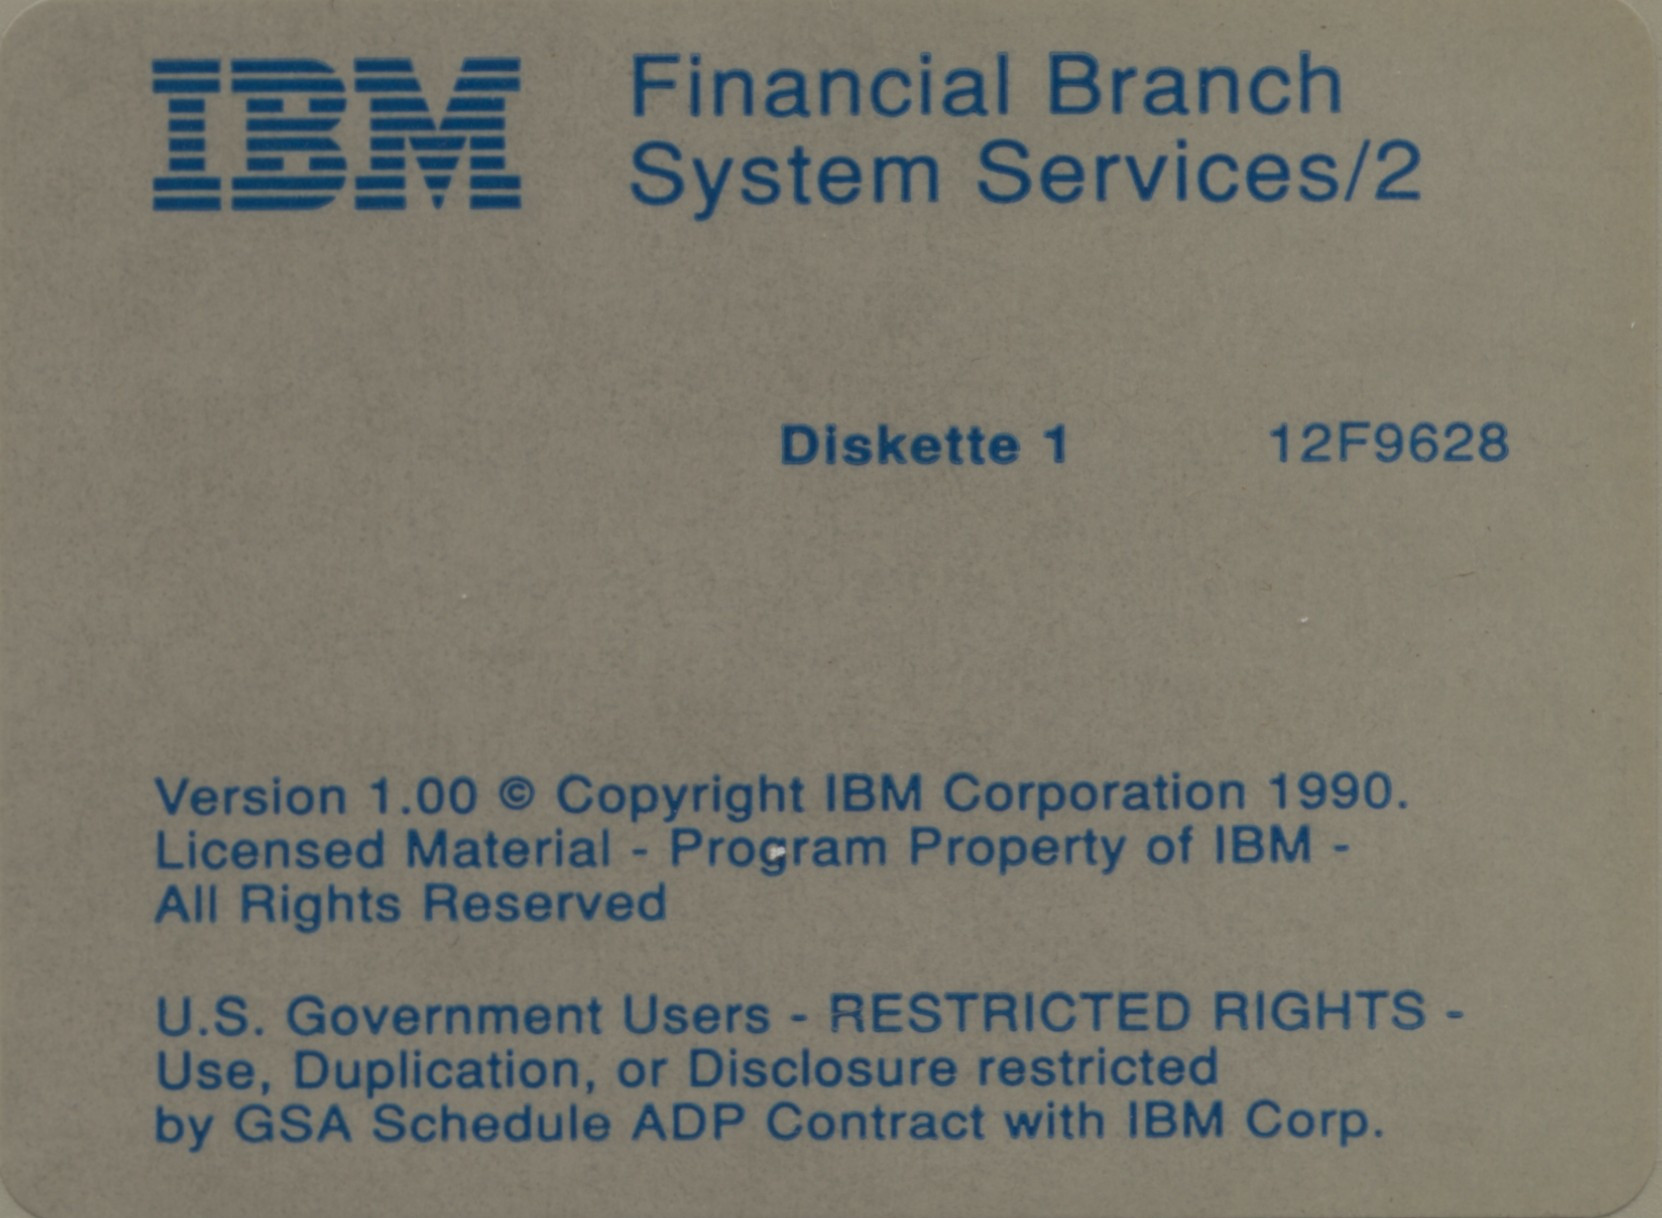 IBM
Financial Branch
System Services/2
Diskette 1 12F9628
Version 1.00 © Copyright IBM Corporation 1990.
Licensed Material - Program Property of IBM -
All Rights Reserved
U.S. Government Users - RESTRICTED RIGHTS -
Use, Duplication, or Disclosure restricted
by GSA Schedule ADP Contract with IBM Corp.